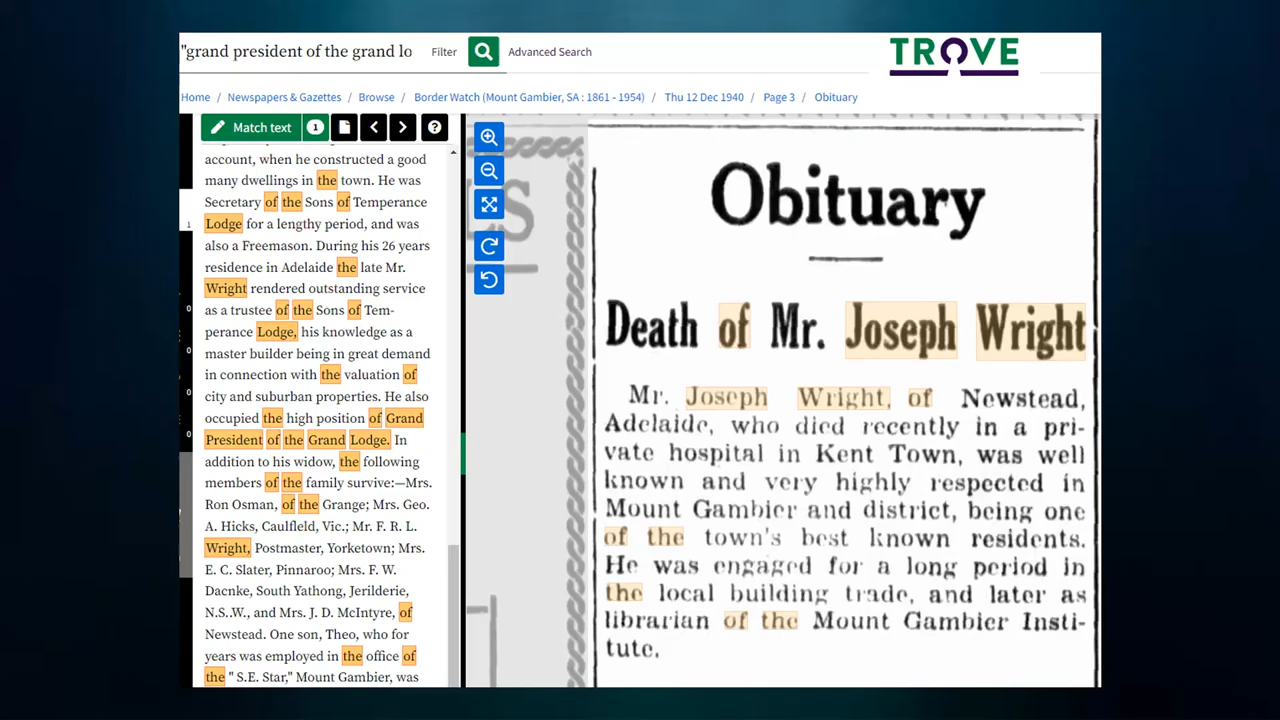 "grand president of the grand lo
Filter
Advanced Search
TROVE
Home / Newspapers & Gazettes / Browse / Border Watch (Mount Gambier, SA : 1861 - 1954) / Thu 12 Dec 1940 / Page 3 / Obituary
Match text 1
account, when he constructed a good
many dwellings in the town. He was
Secretary of the Sons of Temperance
Lodge for a lengthy period, and was
also a Freemason. During his 26 years
residence in Adelaide the late Mr.
Wright rendered outstanding service
as a trustee of the Sons of Tem-
perance Lodge, his knowledge as a
master builder being in great demand
in connection with the valuation of
city and suburban properties. He also
occupied the high position of Grand
President of the Grand Lodge. In
addition to his widow, the following
members of the family survive:—Mrs.
Ron Osman, of the Grange; Mrs. Geo.
A. Hicks, Caulfleld, Vic.; Mr. F. R. L.
Wright, Postmaster, Yorketown; Mrs.
E. C. Slater, Pinnaroo; Mrs. F. W.
Dacnke, South Yathong, Jerilderie,
N.S..W., and Mrs. J. D. McIntyre, of
Newstead. One son, Theo, who for
years was employed in the office of
the " S.E. Star," Mount Gambier, was
Obituary
Death of Mr. Joseph Wright
Mr. Joseph Wright, of Newstead,
Adelaide, who died recently in a pri-
vate hospital in Kent Town, was well
known and very highly respected in
Mount Gambier and district, being one
of the town's best known residents.
He was engaged for a long period in
the local building trade, and later as
librarian of the Mount Gambier Insti-
tute.